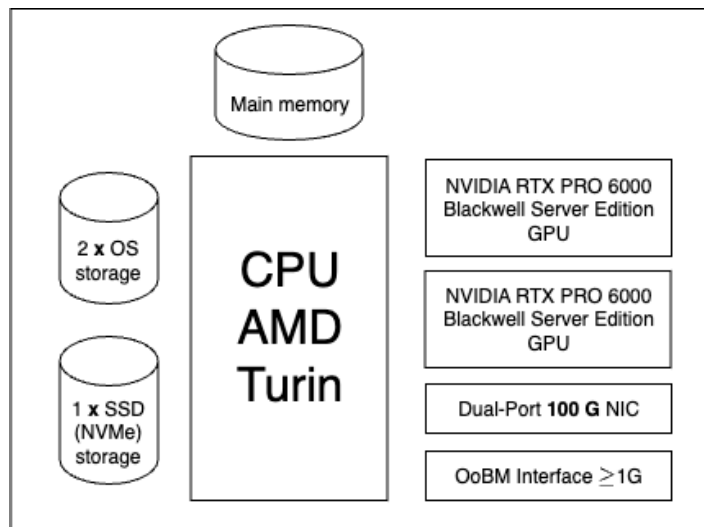 Main memory
2 x OS
storage
1 x SSD
(NVMe)
storage
CPU
AMD
Turin
NVIDIA RTX PRO 6000
Blackwell Server Edition
GPU
NVIDIA RTX PRO 6000
Blackwell Server Edition
GPU
Dual-Port 100 G NIC
OoBM Interface ≥1G